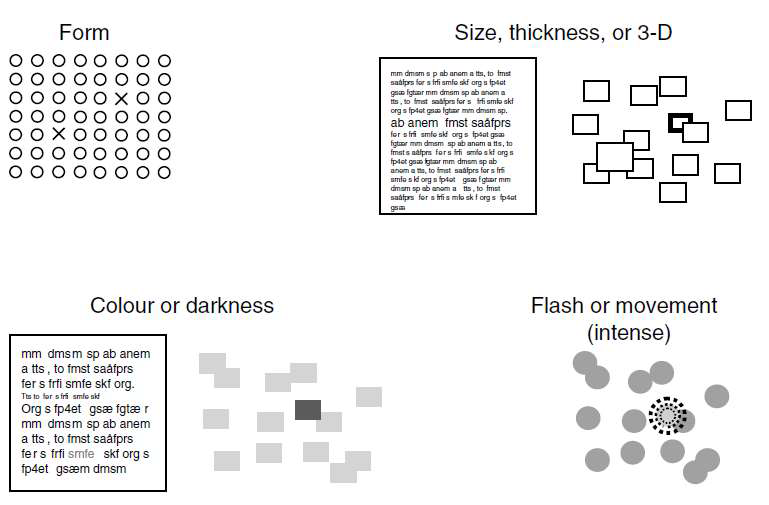 Form
Size, thickness, or 3-D
mm dmsm s p ab anem a tts, to fmst
saåfprs fer s frfi smfe skf org s fp4et
gsæ fgtær mm dmsm sp ab anem a
tts , to fmst saåfprs fer s frfi smfe skf
org s fp4et gsæ fgtær mm dmsm sp.
ab anem fmst saåfprs
fer s frfi smfe skf org s fp4et gsæ
fgtær mm dmsm sp ab anem a tts , to
fmst s aåfprs fer s frfi smfe skf org s
fp4et gsæ fgtær mm dmsm sp ab
anem a tts, to fmst saåfprs fer s frfi
smfe s kf org s fp4et gsæ fgtær mm
dmsm sp ab anem a tts, to fmst
saåfprs fer s frfi s mfe sk f org s fp4et
gsæ
Colour or darkness
mm dmsm sp ab anem
a tts , to fmst saåfprs
fer s frfi smfe skf org.
Tts to fer s frfi smfe skf
Org s fp4et gsæ fgtæ r
mm dmsm sp ab anem
a tts , to fmst saåfprs
fer s frfi smfe skf org s
fp4et gsæm dmsm
Flash or movement
(intense)